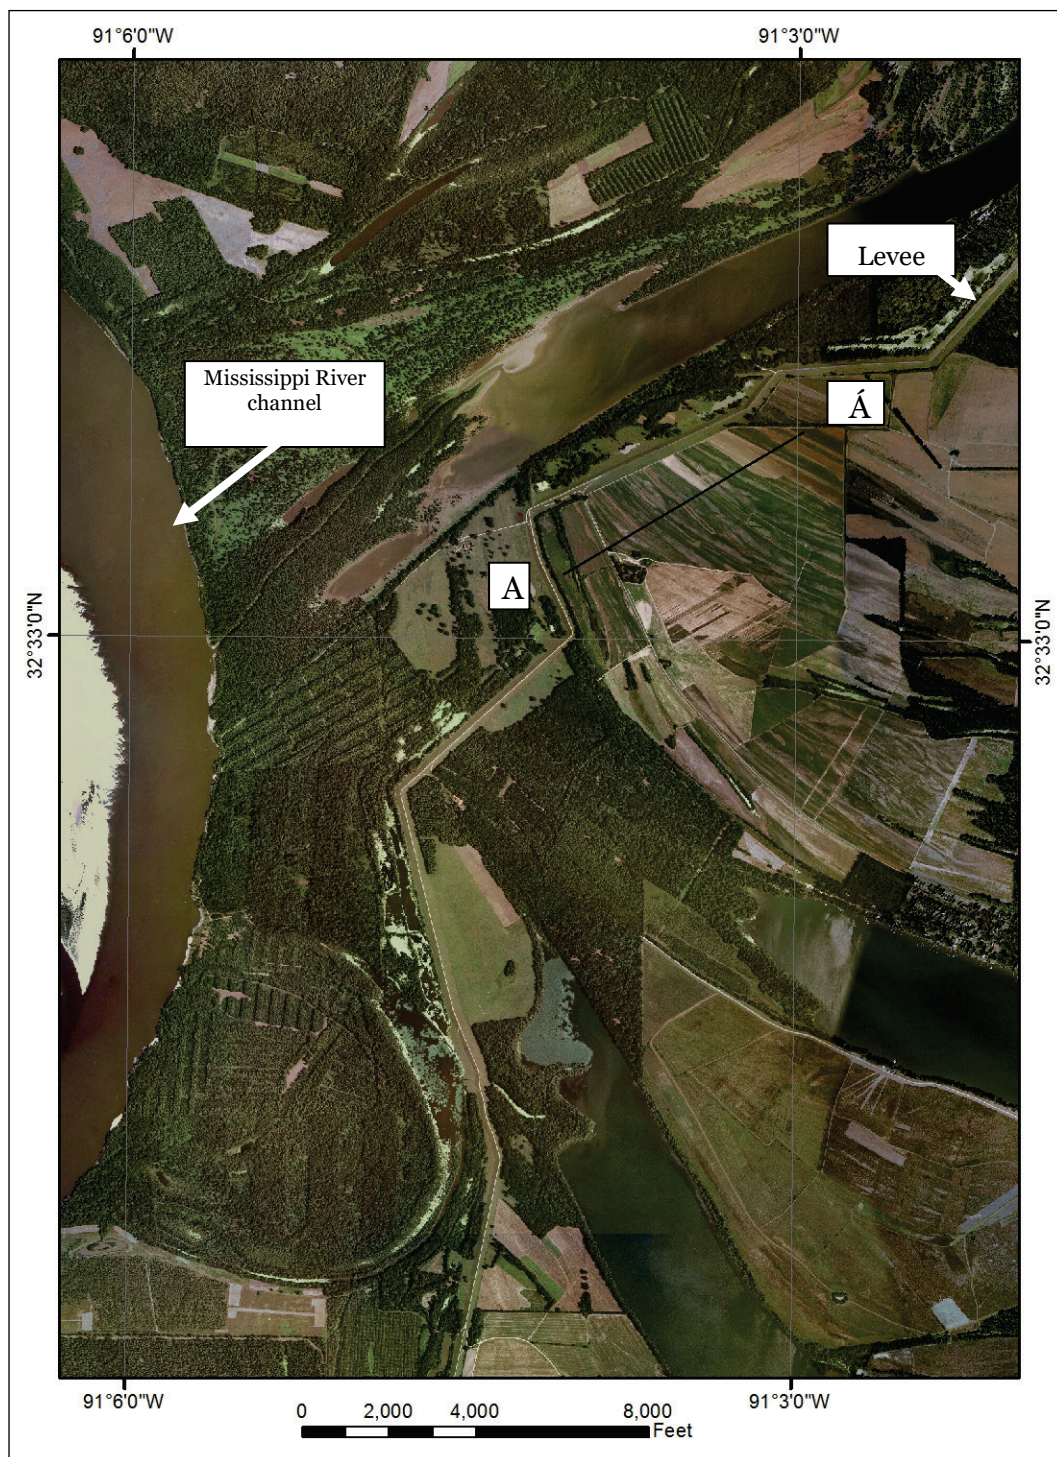 91°6'0"W
91°3'0"W
Levee
Mississippi River
channel
Á
A
32°33'0"N
32°33'0"N
91°6'0"W
91°3'0"W
0
2,000
4,000
8,000
Feet